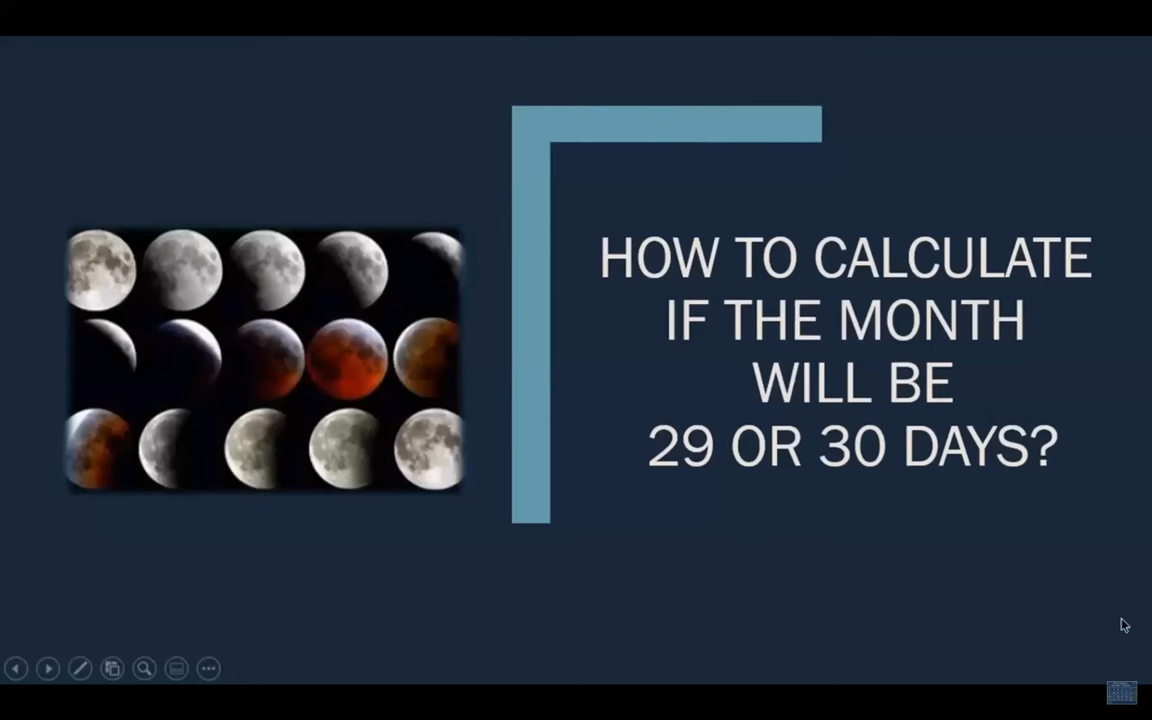 HOW TO CALCULATE
IF THE MONTH
WILL BE
29 OR 30 DAYS?